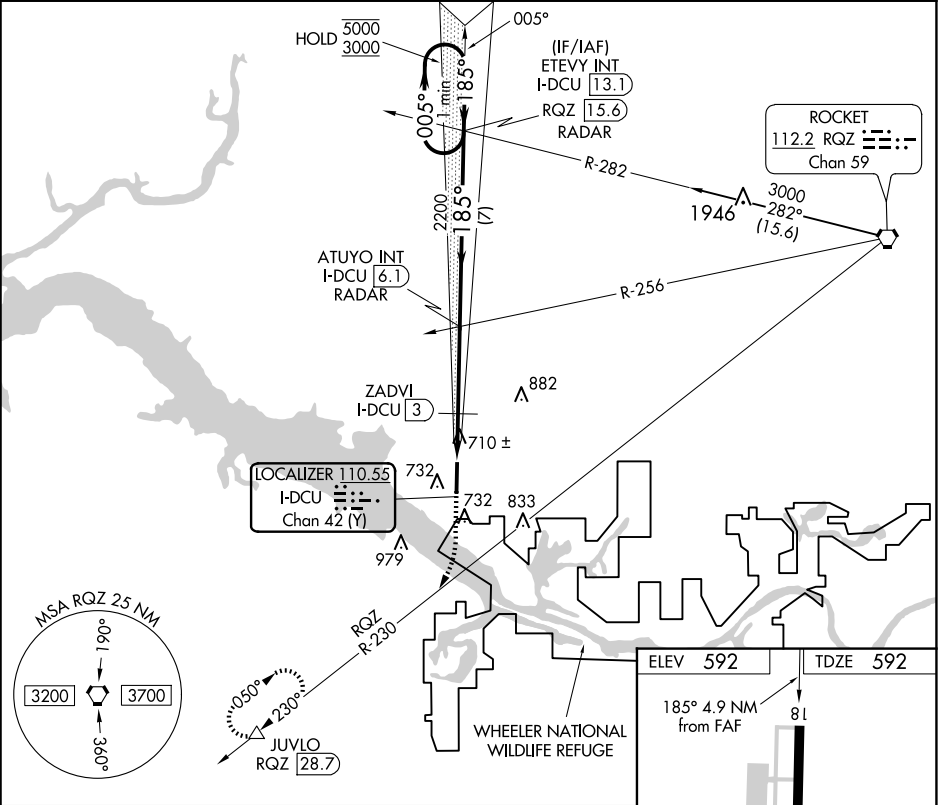 HOLD 5000
3000
005°
005°
1 min
185°
(IF/IAF)
ETEVY INT
I-DCU 13.1
RQZ 15.6
RADAR
ROCKET
112.2 RQZ
Chan 59
R-282
1946
3000
282°
(15.6)
2200
185°
(7)
ATUYO INT
I-DCU 6.1
RADAR
R-256
ZADVI
I-DCU 3
882
710 ±
LOCALIZER 110.55
I-DCU
Chan 42 (Y)
732
732
833
979
MSA RQZ 25 NM
190°
3200
3700
360°
RQZ
R-230
050°
230°
JUVLO
RQZ 28.7
WHEELER NATIONAL
WILDLIFE REFUGE
ELEV 592
TDZE 592
185° 4.9 NM
from FAF
18